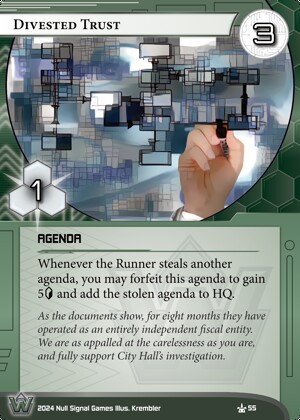 DIVESTED TRUST
3
1
AGENDA
Whenever the Runner steals another
agenda, you may forfeit this agenda to gain
5 and add the stolen agenda to HQ.
As the documents show, for eight months they have
operated as an entirely independent fiscal entity.
We are as appalled at the carelessness as you are,
and fully support City Hall's investigation.
2024 Null Signal Games Illus. Krembler
55